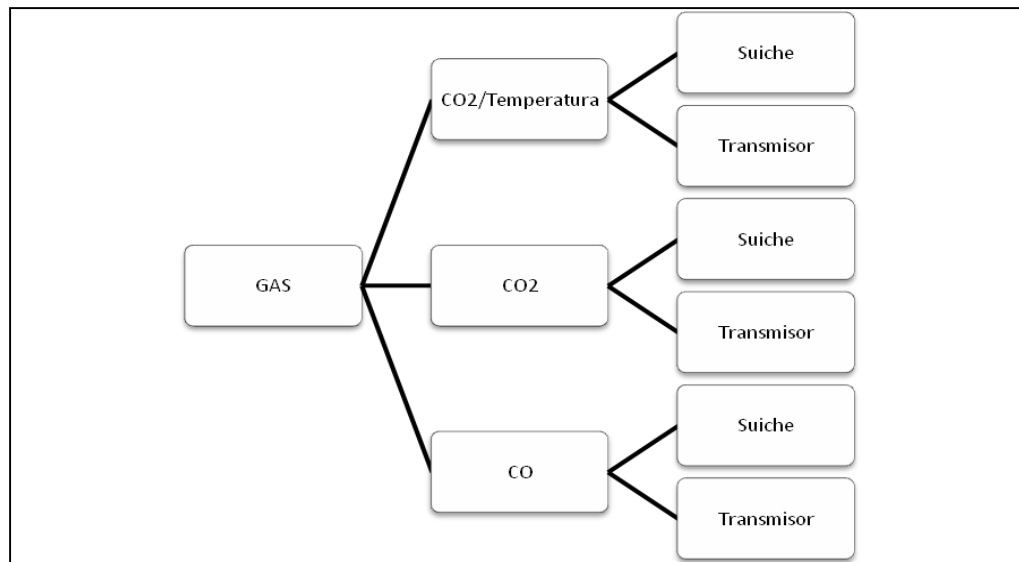 GAS
CO2/Temperatura
Suiche
Transmisor
CO2
Suiche
Transmisor
CO
Suiche
Transmisor